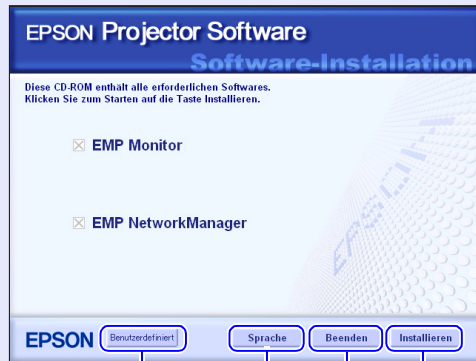 EPSON Projector Software
Software-Installation
Diese CD-ROM enthält alle erforderlichen Softwares.
Klicken Sie zum Starten auf die Taste Installieren.
EMP Monitor
EMP NetworkManager
EPSON
EPSON Benutzerdefiniert Sprache Beenden Installieren